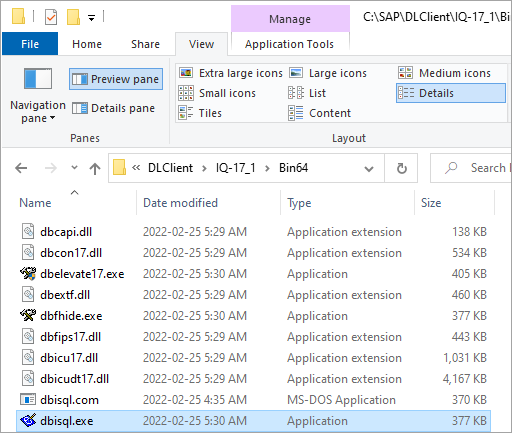 Manage C:\SAP\DLClient\IQ-17_1\Bi
File Home Share View Application Tools
Navigation pane
Preview pane
Details pane
Panes
Extra large icons Large icons Medium icons
Small icons List Details
Tiles Content
Layout
« DLClient > IQ-17_1 > Bin64 Search
Name Date modified Type Size
dbcapi.dll 2022-02-25 5:29 AM Application extension 138 KB
dbcon17.dll 2022-02-25 5:29 AM Application extension 534 KB
dbelevate17.exe 2022-02-25 5:30 AM Application 405 KB
dbextf.dll 2022-02-25 5:29 AM Application extension 460 KB
dbfhide.exe 2022-02-25 5:30 AM Application 377 KB
dbfips17.dll 2022-02-25 5:29 AM Application extension 443 KB
dbicu17.dll 2022-02-25 5:29 AM Application extension 1,031 KB
dbicudt17.dll 2022-02-25 5:29 AM Application extension 4,167 KB
dbisql.com 2022-02-25 4:35 AM MS-DOS Application 370 KB
dbisql.exe 2022-02-25 5:30 AM Application 377 KB